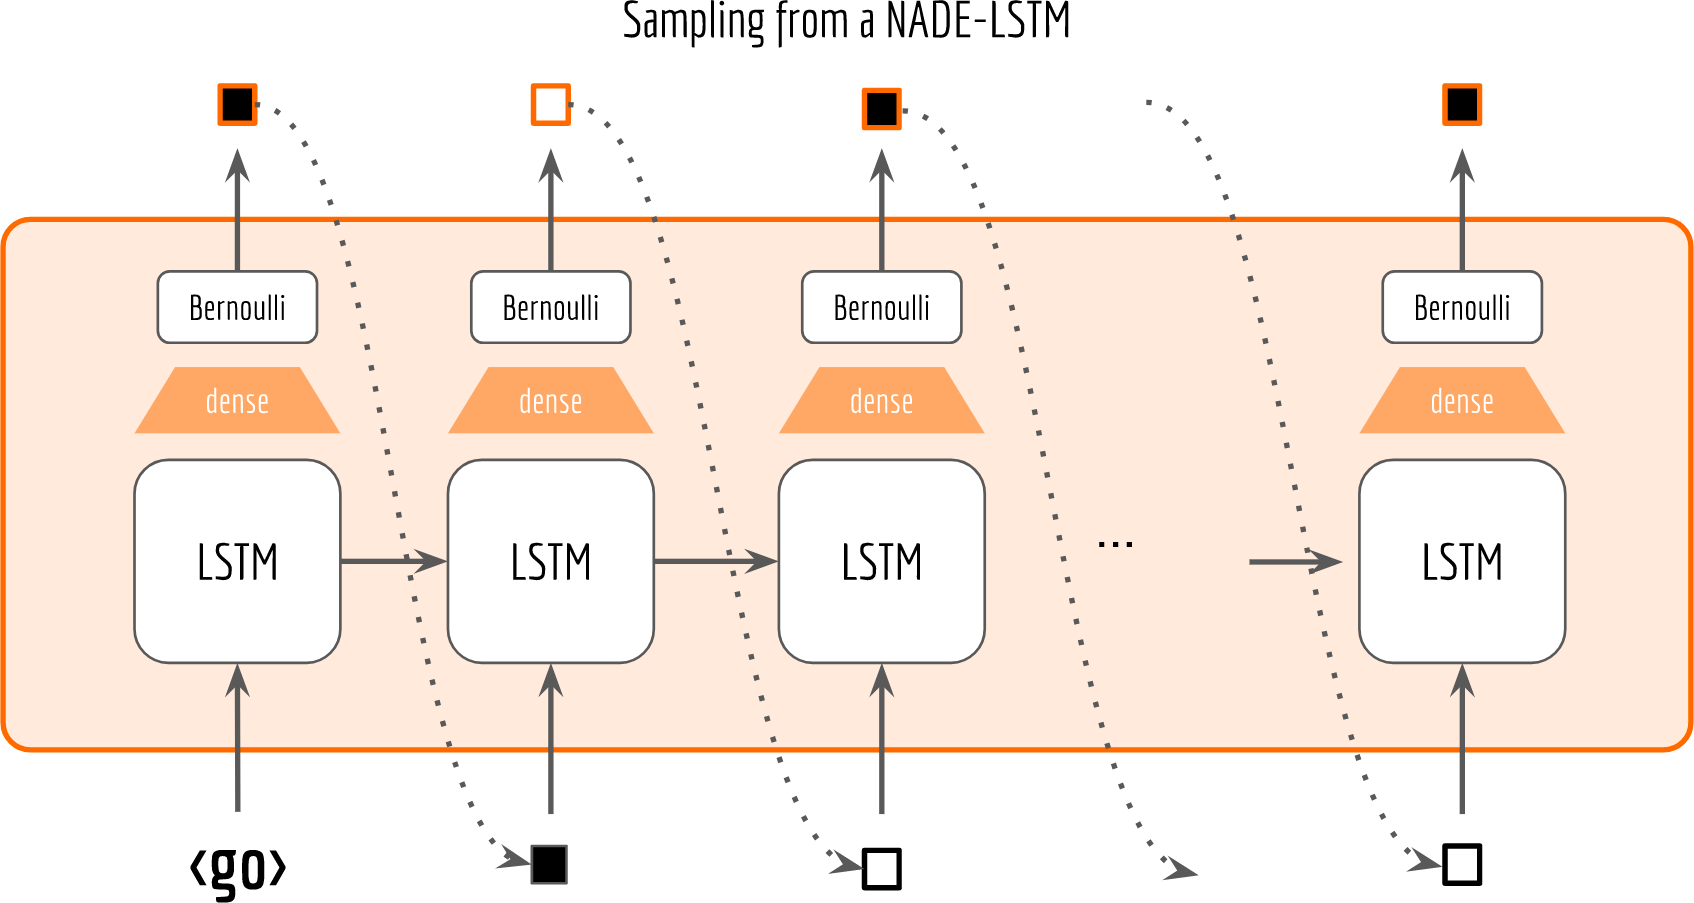 Sampling from a NADE-LSTM
Bernoulli Bernoulli Bernoulli Bernoulli
dense dense dense dense
LSTM LSTM LSTM ... LSTM
<go>